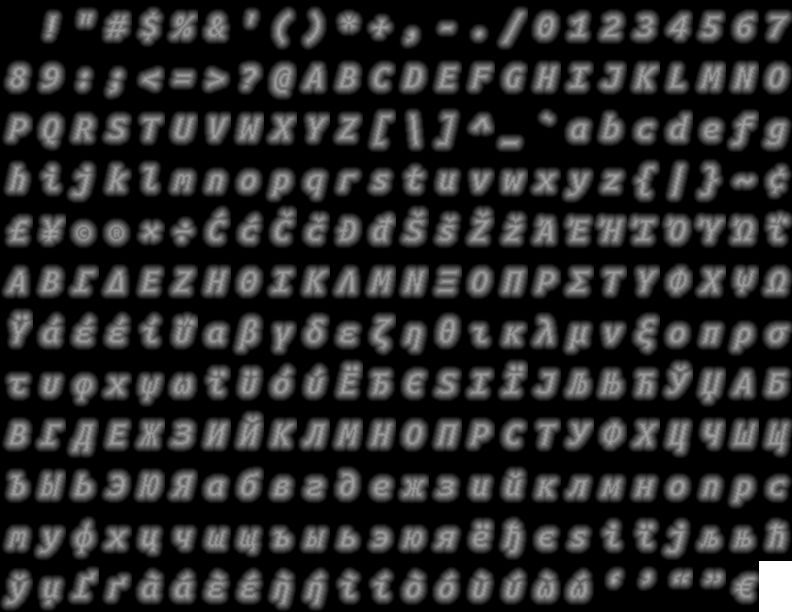 ! " # $ % & ' ( ) * + , - . / 0 1 2 3 4 5 6 7
8 9 : ; < = > ? @ A B C D E F G H I J K L M N O
P Q R S T U V W X Y Z [ \ ] ^ _ ` a b c d e f g
h i j k l m n o p q r s t u v w x y z { | } ~ ¢
£ ¥ © ® × ÷ Ć ć Č č Đ đ Š š Ž ž Ά Έ Ή Ί Ό Ύ Ώ ΐ
Α Β Γ Δ Ε Ζ Η Θ Ι Κ Λ Μ Ν Ξ Ο Π Ρ Σ Τ Υ Φ Χ Ψ Ω
Ϋ ά έ ή ί ΰ α β γ δ ε ζ η θ ι κ λ μ ν ξ ο π ρ σ
τ υ φ χ ψ ω ϊ ϋ ό ύ Ё Ђ Є Ѕ І Ї Ј Љ Њ Ћ Ў Џ А Б
В Г Д Е Ж З И Й К Л М Н О П Р С Т У Ф Х Ц Ч Ш Щ
Ъ Ы Ь Э Ю Я а б в г д е ж з и й к л м н о п р с
т у ф х ц ч ш щ ъ ы ь э ю я ё ђ є ѕ і ї ј љ њ ћ
ў џ Ґ ґ ὰ ά ὲ έ ὴ ή ὶ ί ὸ ό ὺ ύ ὼ ώ ‘ ’ “ ” €